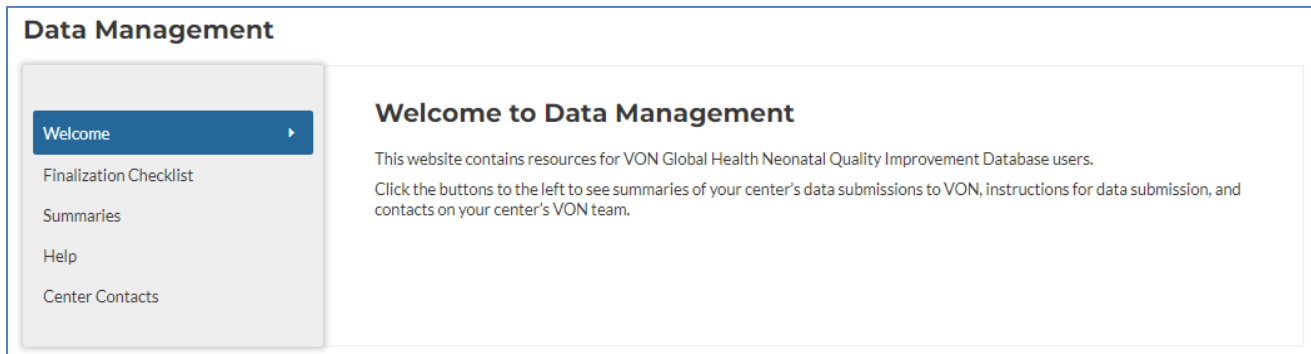 Data Management
Welcome
Finalization Checklist
Summaries
Help
Center Contacts
Welcome to Data Management
This website contains resources for VON Global Health Neonatal Quality Improvement Database users.
Click the buttons to the left to see summaries of your center's data submissions to VON, instructions for data submission, and
contacts on your center's VON team.